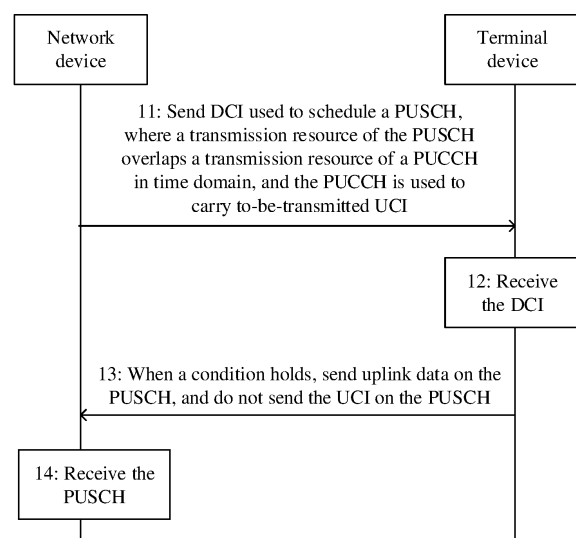 Network
device
Terminal
device
11: Send DCI used to schedule a PUSCH,
where a transmission resource of the PUSCH
overlaps a transmission resource of a PUCCH
in time domain, and the PUCCH is used to
carry to-be-transmitted UCI
12: Receive
the DCI
13: When a condition holds, send uplink data on the
PUSCH, and do not send the UCI on the PUSCH
14: Receive the
PUSCH